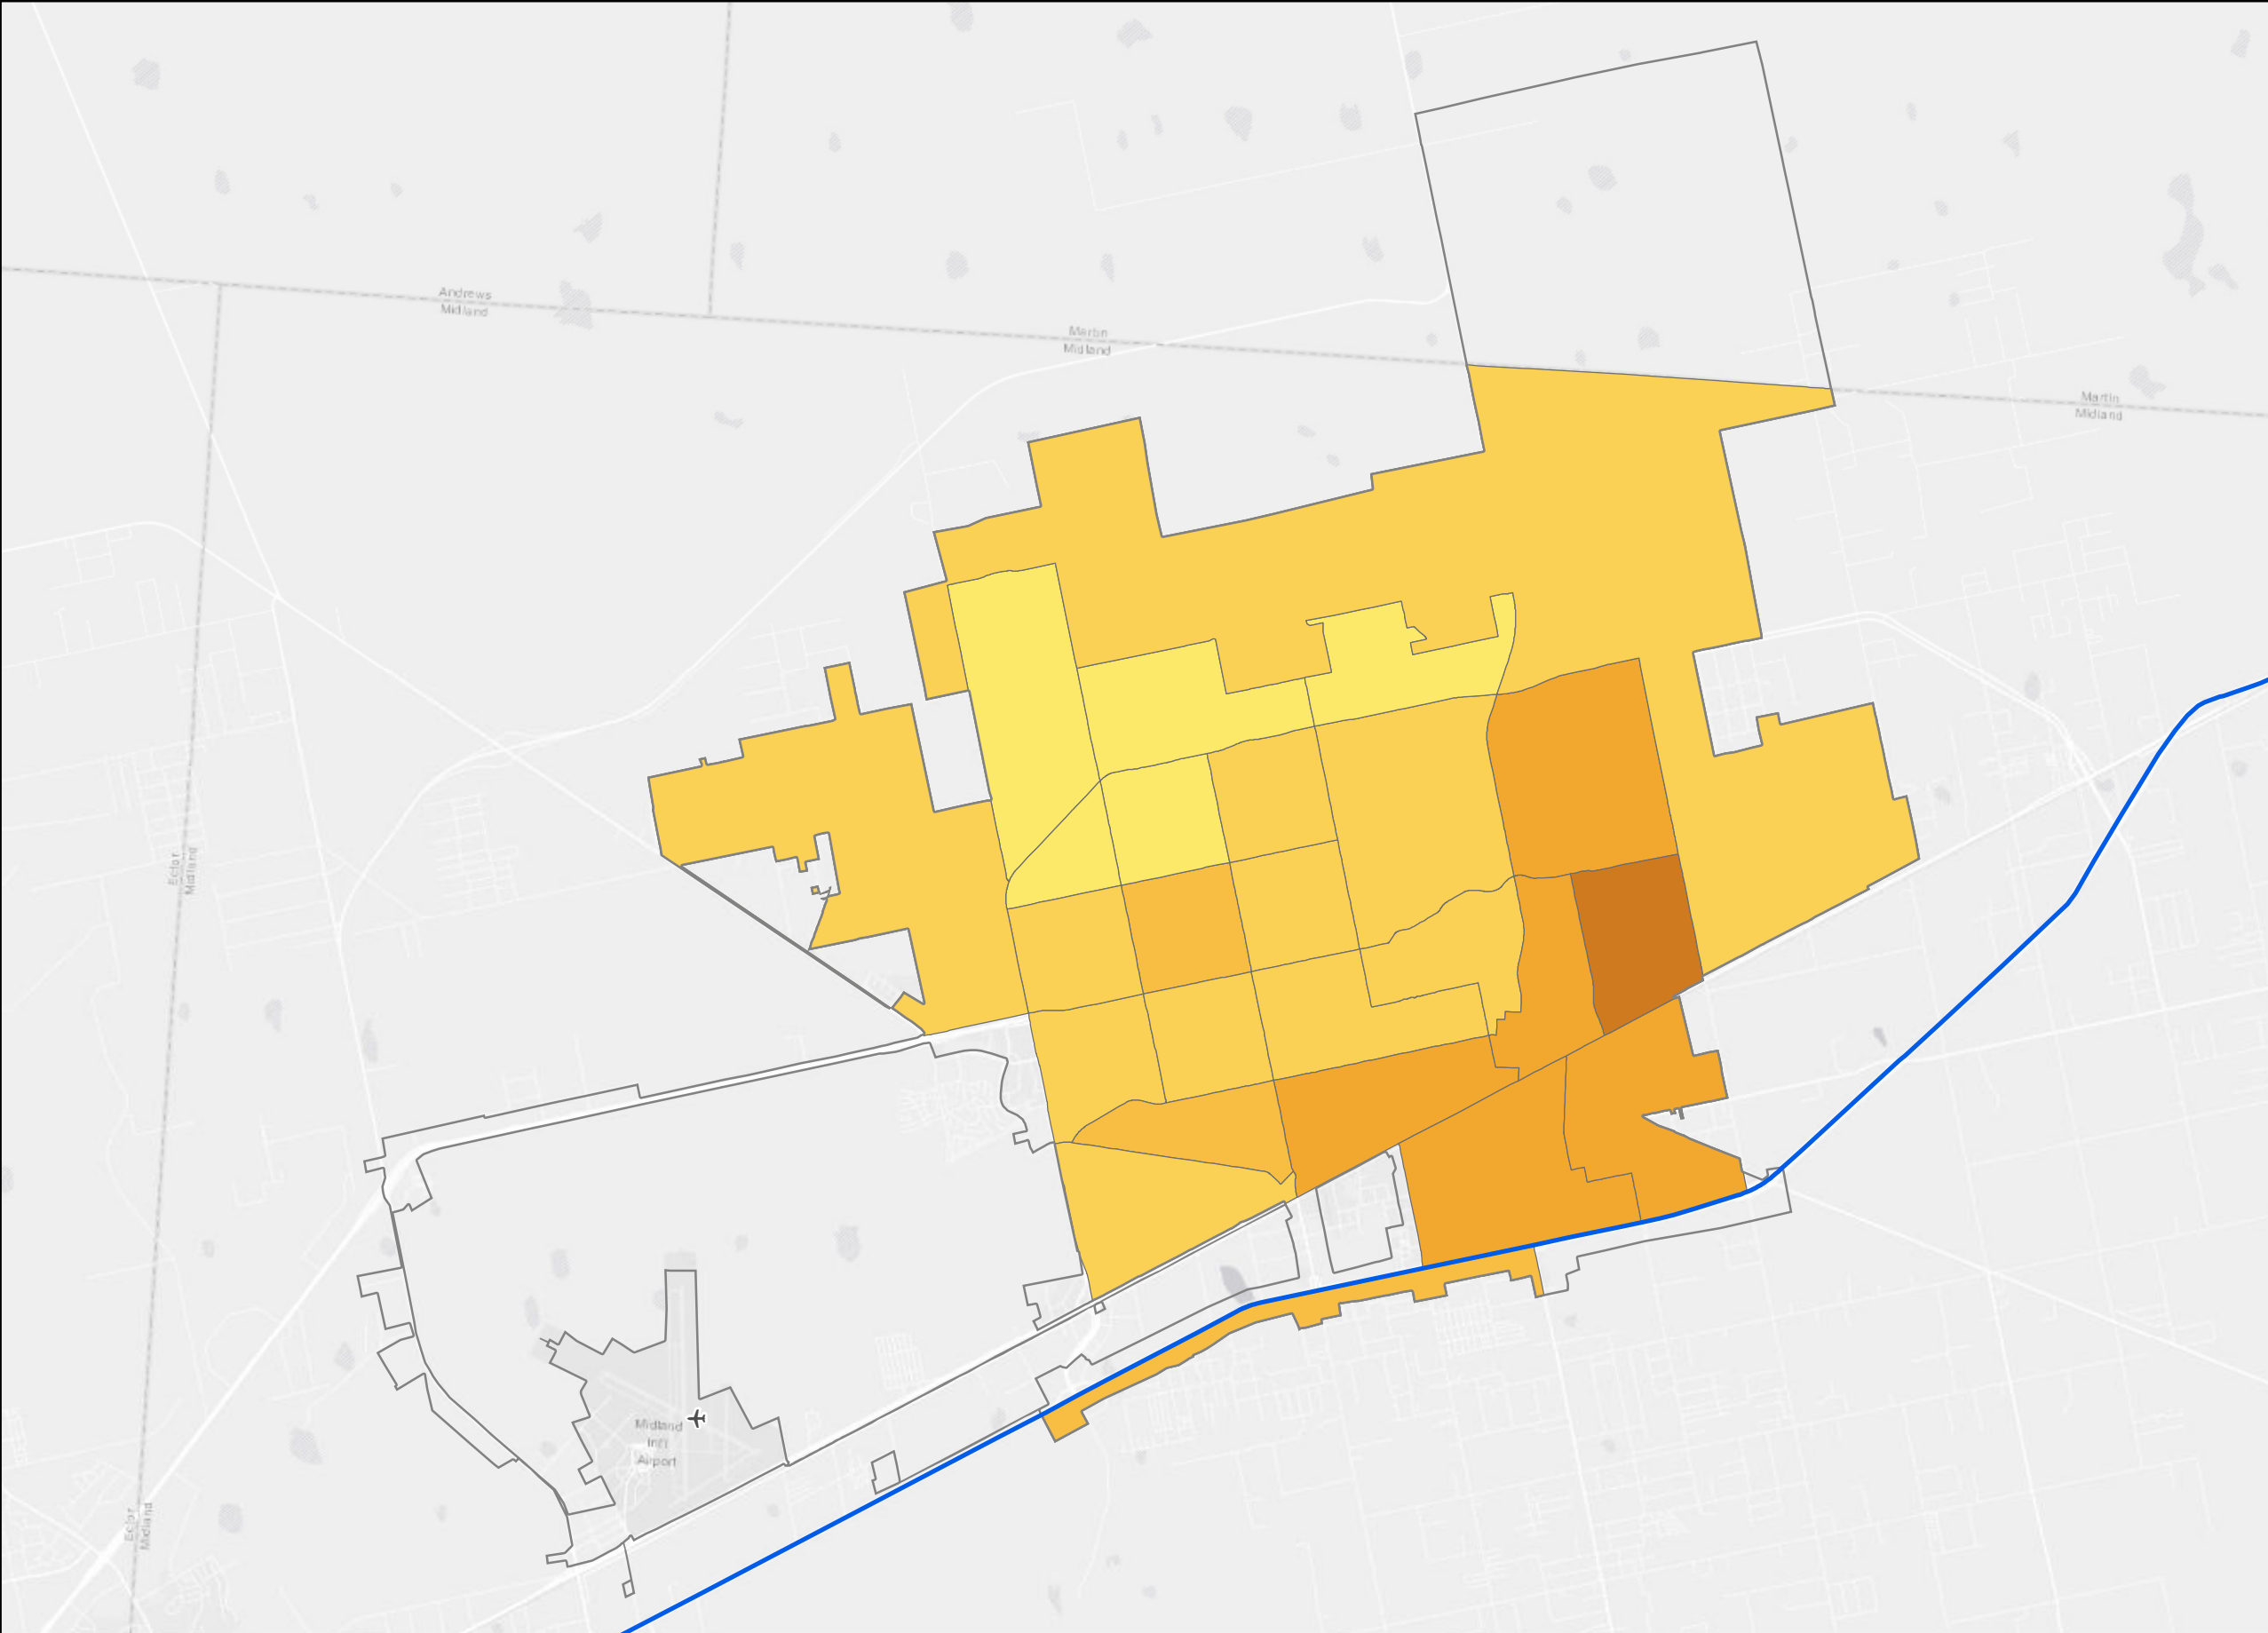 Andrews
Midland
Martin
Midland
Martin
Midland
Ector
Midland
Midland
Int'l
Airport
Ector
Midland